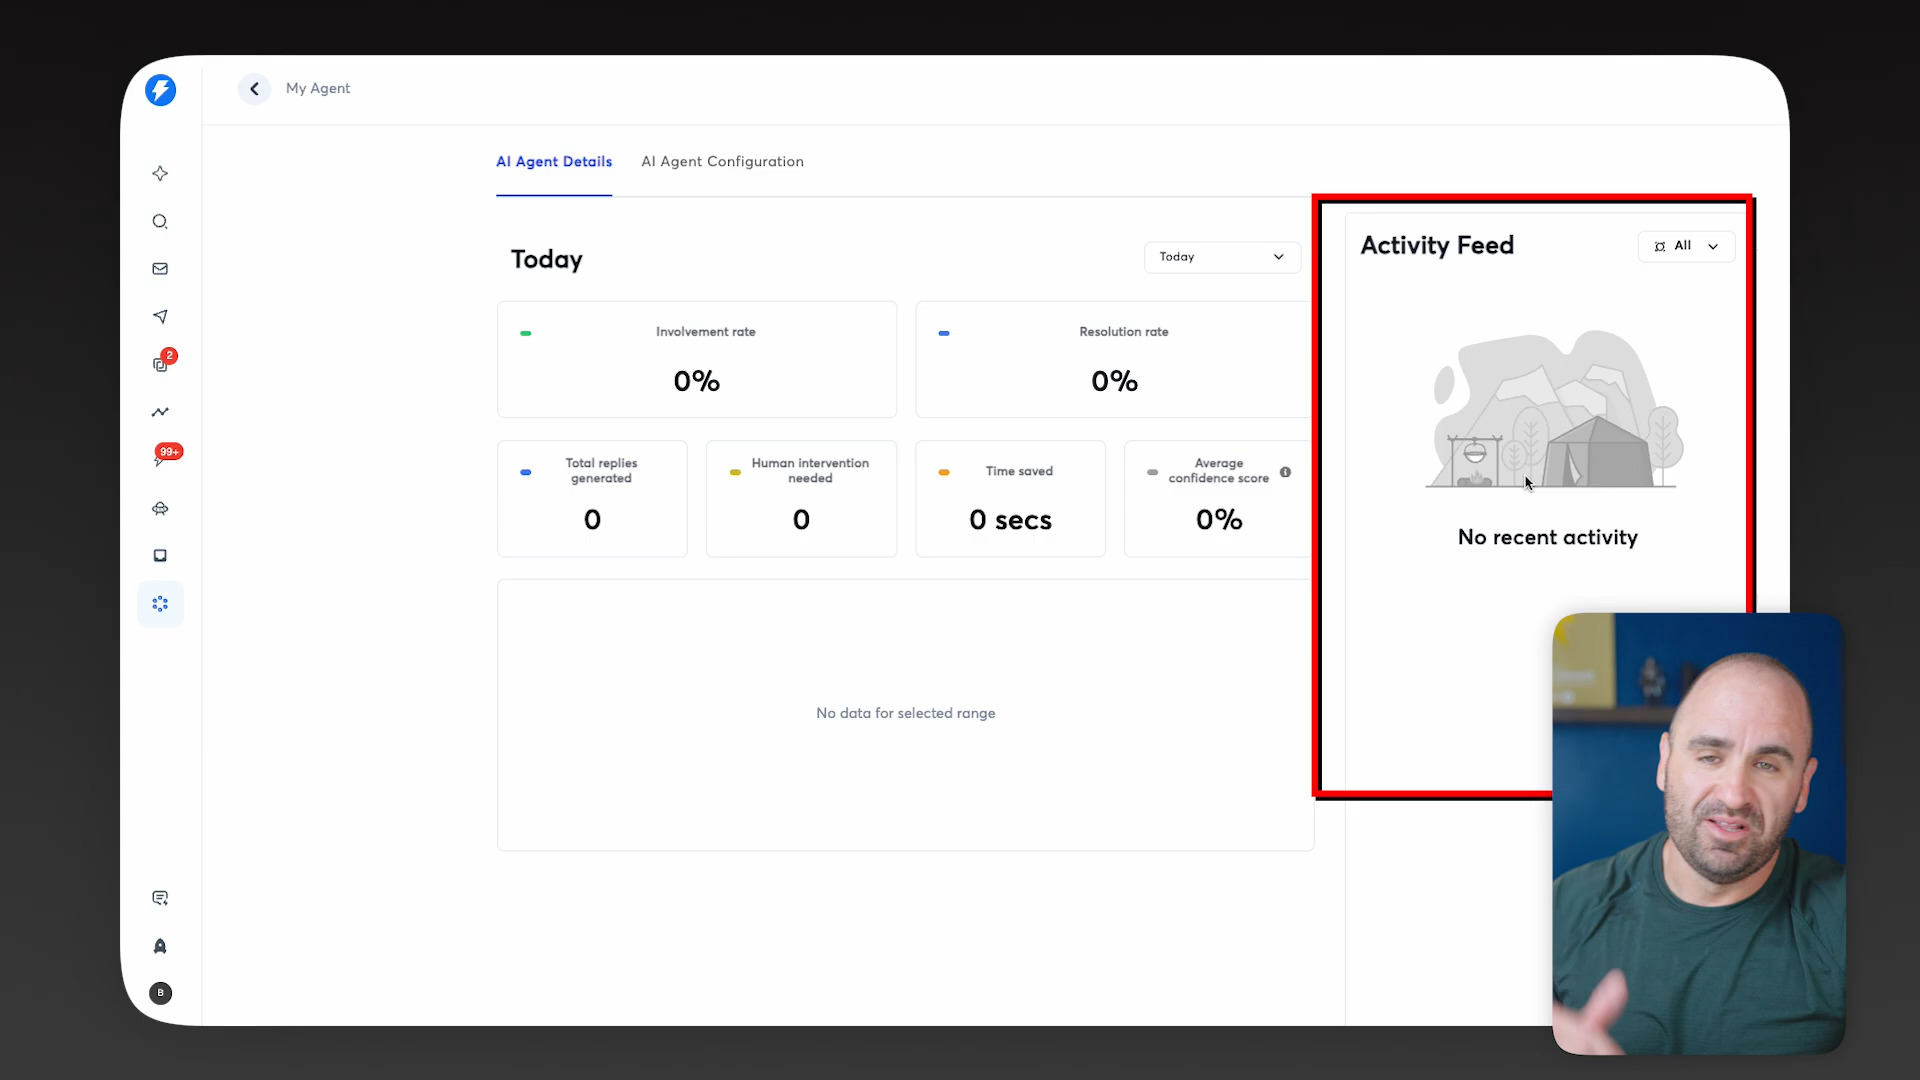 My Agent
AI Agent Details
AI Agent Configuration
Today
Today
Involvement rate
0%
Resolution rate
0%
Total replies
generated
0
Human intervention
needed
0
Time saved
0 secs
Average
confidence score
0%
No data for selected range
Activity Feed
All
No recent activity
2
99+
B